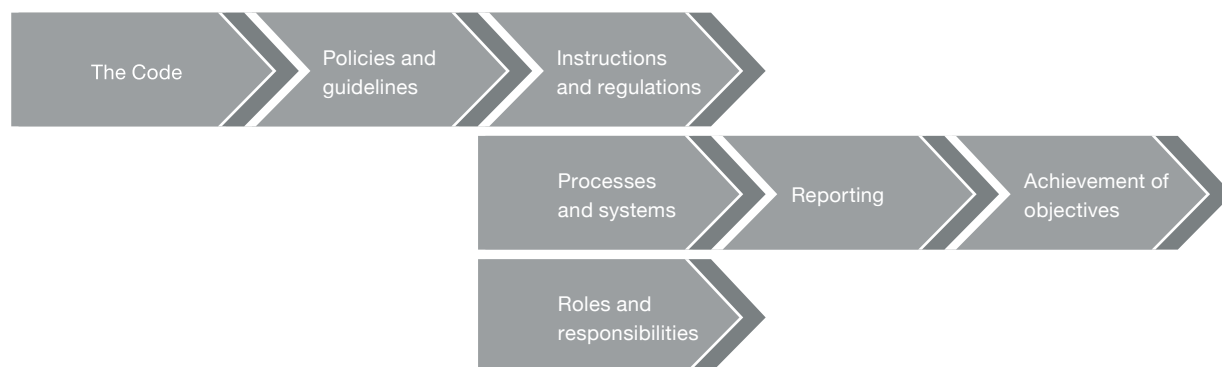 The Code
Policies and
guidelines
Instructions
and regulations
Processes
and systems
Reporting
Achievement of
objectives
Roles and
responsibilities